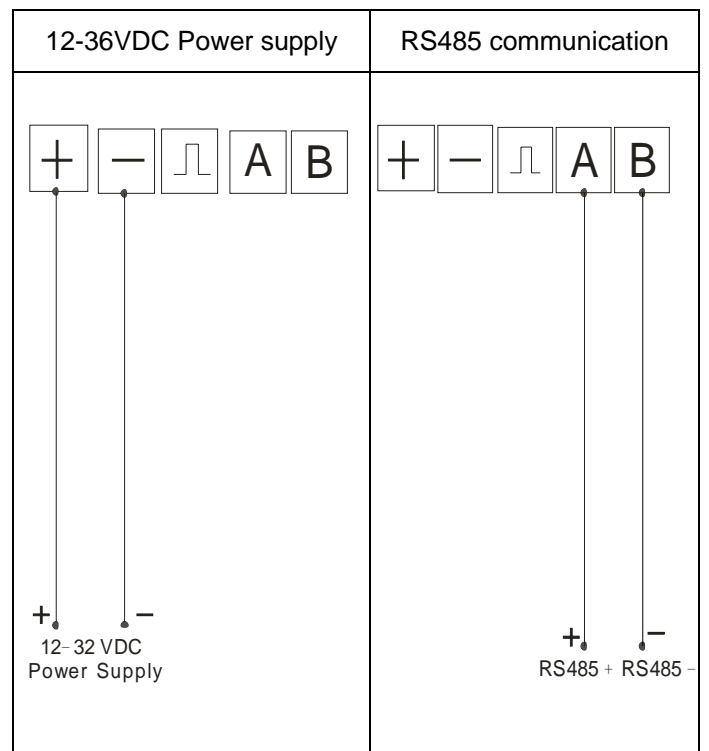 12-36VDC Power supply
RS485 communication
+ − ⎍ A B
+ −
12-32 VDC
Power Supply
+ − ⎍ A B
+ −
RS485 + RS485 -